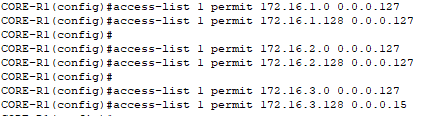 CORE-R1(config)#access-list 1 permit 172.16.1.0 0.0.0.127
CORE-R1(config)#access-list 1 permit 172.16.1.128 0.0.0.127
CORE-R1(config)#
CORE-R1(config)#access-list 1 permit 172.16.2.0 0.0.0.127
CORE-R1(config)#access-list 1 permit 172.16.2.128 0.0.0.127
CORE-R1(config)#
CORE-R1(config)#access-list 1 permit 172.16.3.0 0.0.0.127
CORE-R1(config)#access-list 1 permit 172.16.3.128 0.0.0.15